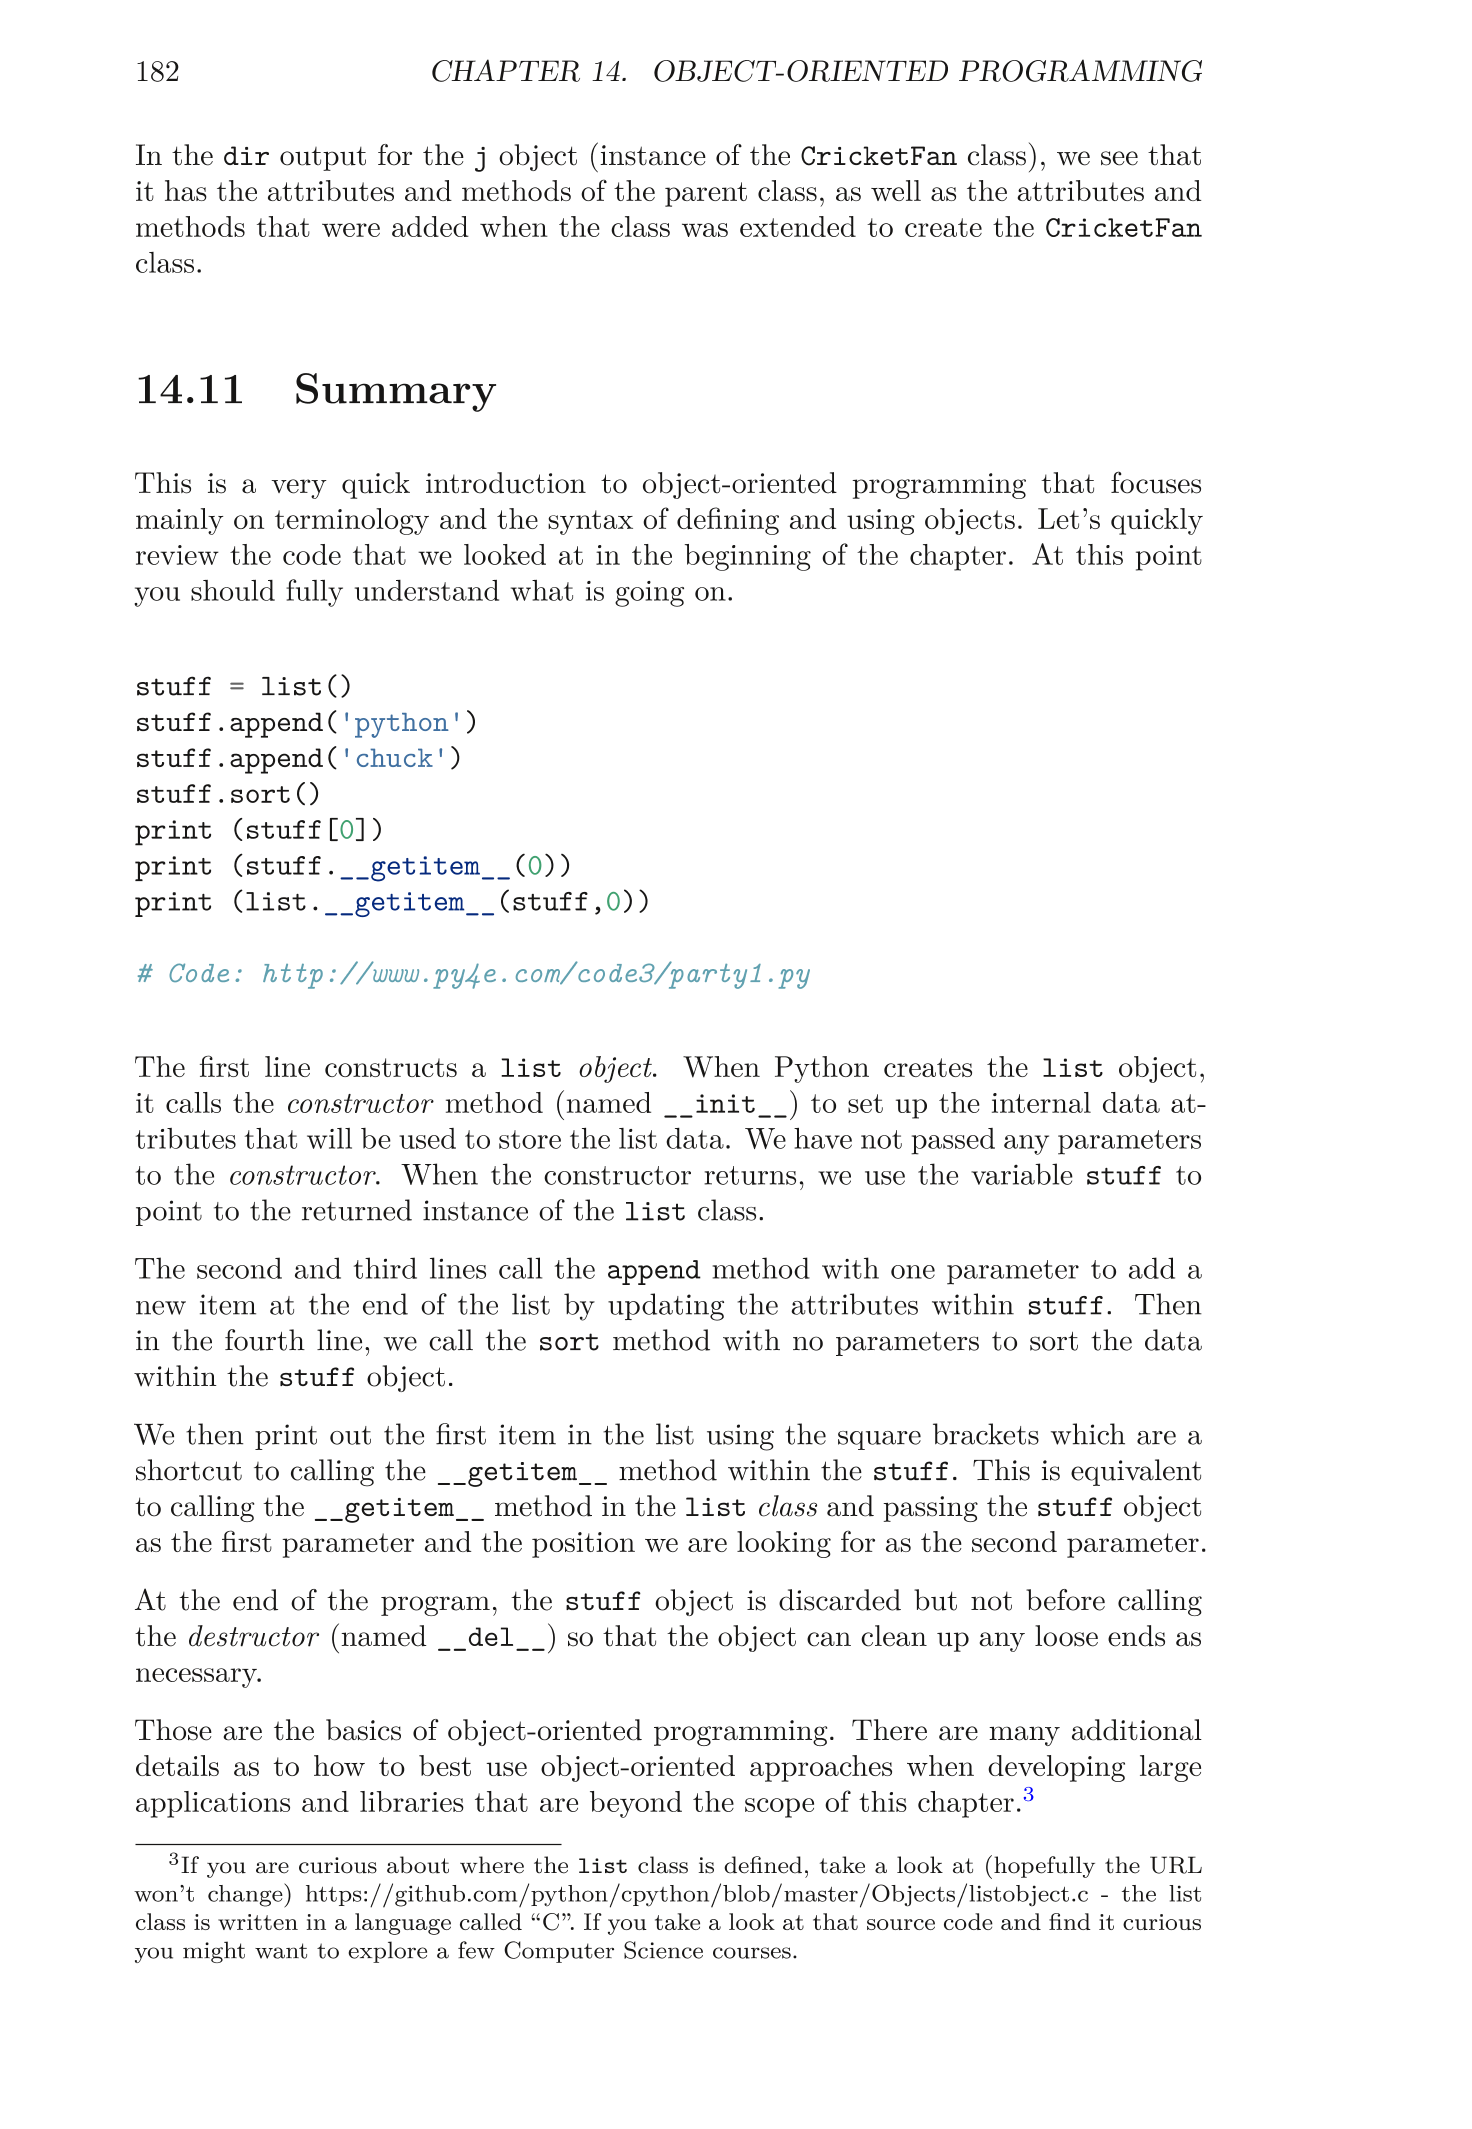 182 CHAPTER 14. OBJECT-ORIENTED PROGRAMMING
In the dir output for the j object (instance of the CricketFan class), we see that
it has the attributes and methods of the parent class, as well as the attributes and
methods that were added when the class was extended to create the CricketFan
class.
14.11 Summary
This is a very quick introduction to object-oriented programming that focuses
mainly on terminology and the syntax of defining and using objects. Let's quickly
review the code that we looked at in the beginning of the chapter. At this point
you should fully understand what is going on.
stuff = list()
stuff.append('python')
stuff.append('chuck')
stuff.sort()
print (stuff[0])
print (stuff.__getitem__(0))
print (list.__getitem__(stuff,0))
# Code: http://www.py4e.com/code3/party1.py
The first line constructs a list object. When Python creates the list object,
it calls the constructor method (named __init__) to set up the internal data at-
tributes that will be used to store the list data. We have not passed any parameters
to the constructor. When the constructor returns, we use the variable stuff to
point to the returned instance of the list class.
The second and third lines call the append method with one parameter to add a
new item at the end of the list by updating the attributes within stuff. Then
in the fourth line, we call the sort method with no parameters to sort the data
within the stuff object.
We then print out the first item in the list using the square brackets which are a
shortcut to calling the __getitem__ method within the stuff. This is equivalent
to calling the __getitem__ method in the list class and passing the stuff object
as the first parameter and the position we are looking for as the second parameter.
At the end of the program, the stuff object is discarded but not before calling
the destructor (named __del__) so that the object can clean up any loose ends as
necessary.
Those are the basics of object-oriented programming. There are many additional
details as to how to best use object-oriented approaches when developing large
applications and libraries that are beyond the scope of this chapter.3
3If you are curious about where the list class is defined, take a look at (hopefully the URL
won't change) https://github.com/python/cpython/blob/master/Objects/listobject.c - the list
class is written in a language called “C”. If you take a look at that source code and find it curious
you might want to explore a few Computer Science courses.